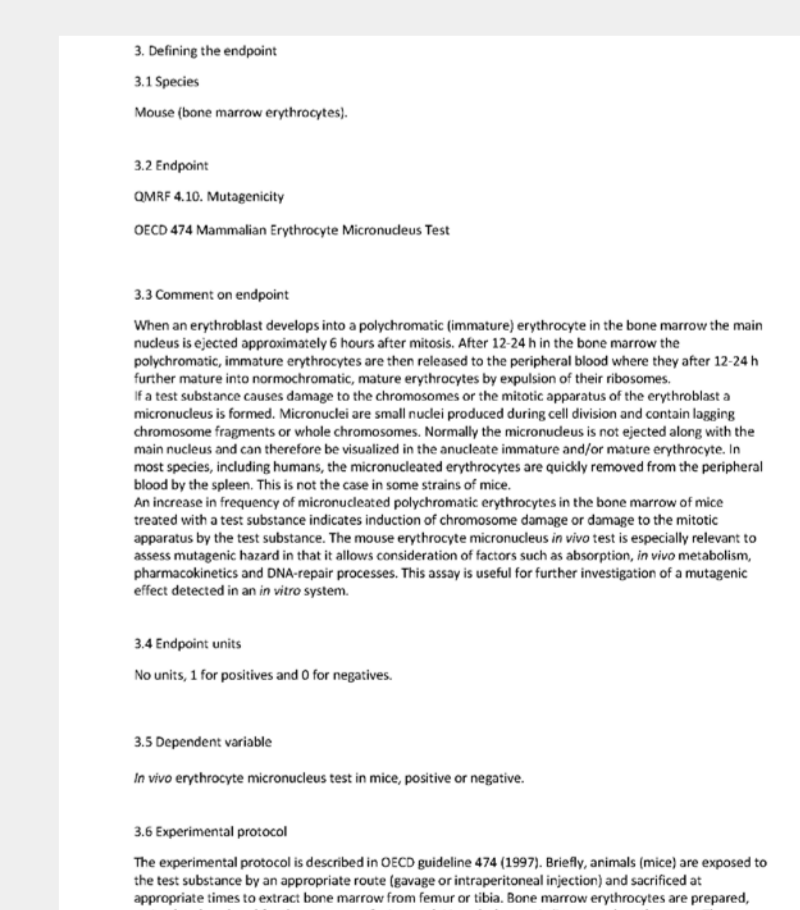 3. Defining the endpoint
3.1 Species
Mouse (bone marrow erythrocytes).
3.2 Endpoint
QMRF 4.10. Mutagenicity
OECD 474 Mammalian Erythrocyte Micronucleus Test
3.3 Comment on endpoint
When an erythroblast develops into a polychromatic (immature) erythrocyte in the bone marrow the main
nucleus is ejected approximately 6 hours after mitosis. After 12-24 h in the bone marrow the
polychromatic, immature erythrocytes are then released to the peripheral blood where they after 12-24 h
further mature into normochromatic, mature erythrocytes by expulsion of their ribosomes.
If a test substance causes damage to the chromosomes or the mitotic apparatus of the erythroblast a
micronucleus is formed. Micronuclei are small nuclei produced during cell division and contain lagging
chromosome fragments or whole chromosomes. Normally the micronucleus is not ejected along with the
main nucleus and can therefore be visualized in the anucleate immature and/or mature erythrocyte. In
most species, including humans, the micronucleated erythrocytes are quickly removed from the peripheral
blood by the spleen. This is not the case in some strains of mice.
An increase in frequency of micronucleated polychromatic erythrocytes in the bone marrow of mice
treated with a test substance indicates induction of chromosome damage or damage to the mitotic
apparatus by the test substance. The mouse erythrocyte micronucleus in vivo test is especially relevant to
assess mutagenic hazard in that it allows consideration of factors such as absorption, in vivo metabolism,
pharmacokinetics and DNA-repair processes. This assay is useful for further investigation of a mutagenic
effect detected in an in vitro system.
3.4 Endpoint units
No units, 1 for positives and 0 for negatives.
3.5 Dependent variable
In vivo erythrocyte micronucleus test in mice, positive or negative.
3.6 Experimental protocol
The experimental protocol is described in OECD guideline 474 (1997). Briefly, animals (mice) are exposed to
the test substance by an appropriate route (gavage or intraperitoneal injection) and sacrificed at
appropriate times to extract bone marrow from femur or tibia. Bone marrow erythrocytes are prepared,